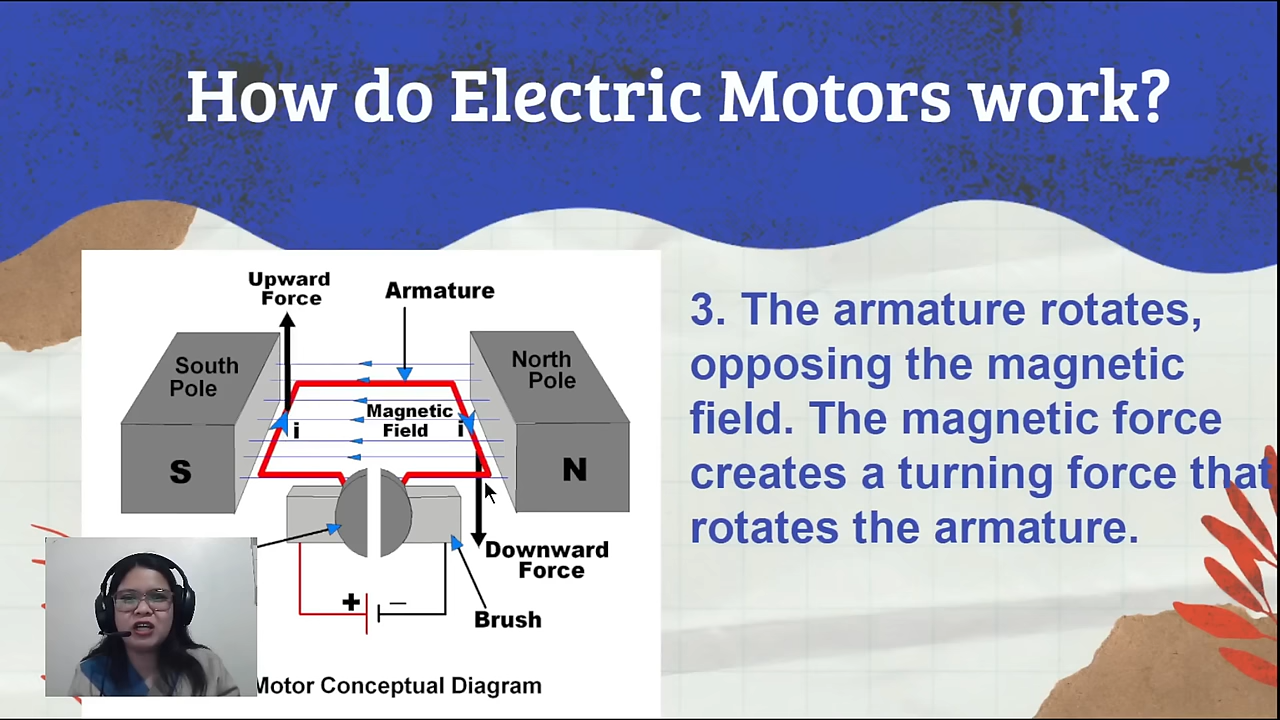 How do Electric Motors work?
Upward
Force
Armature
South
Pole
North
Pole
Magnetic
Field
i
i
S
N
Downward
Force
+ –
Brush
Motor Conceptual Diagram
3. The armature rotates,
opposing the magnetic
field. The magnetic force
creates a turning force that
rotates the armature.